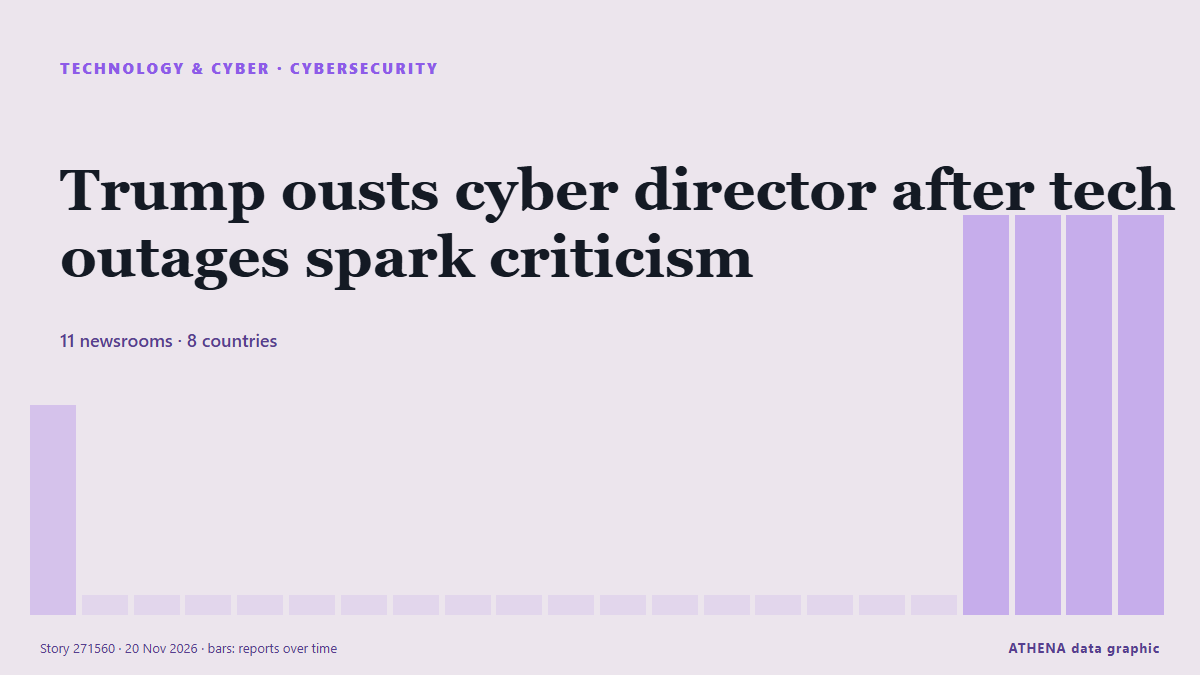 TECHNOLOGY & CYBER · CYBERSECURITY
Trump ousts cyber director after tech
outages spark criticism
11 newsrooms · 8 countries
Story 271560 · 20 Nov 2026 · bars: reports over time
ATHENA data graphic